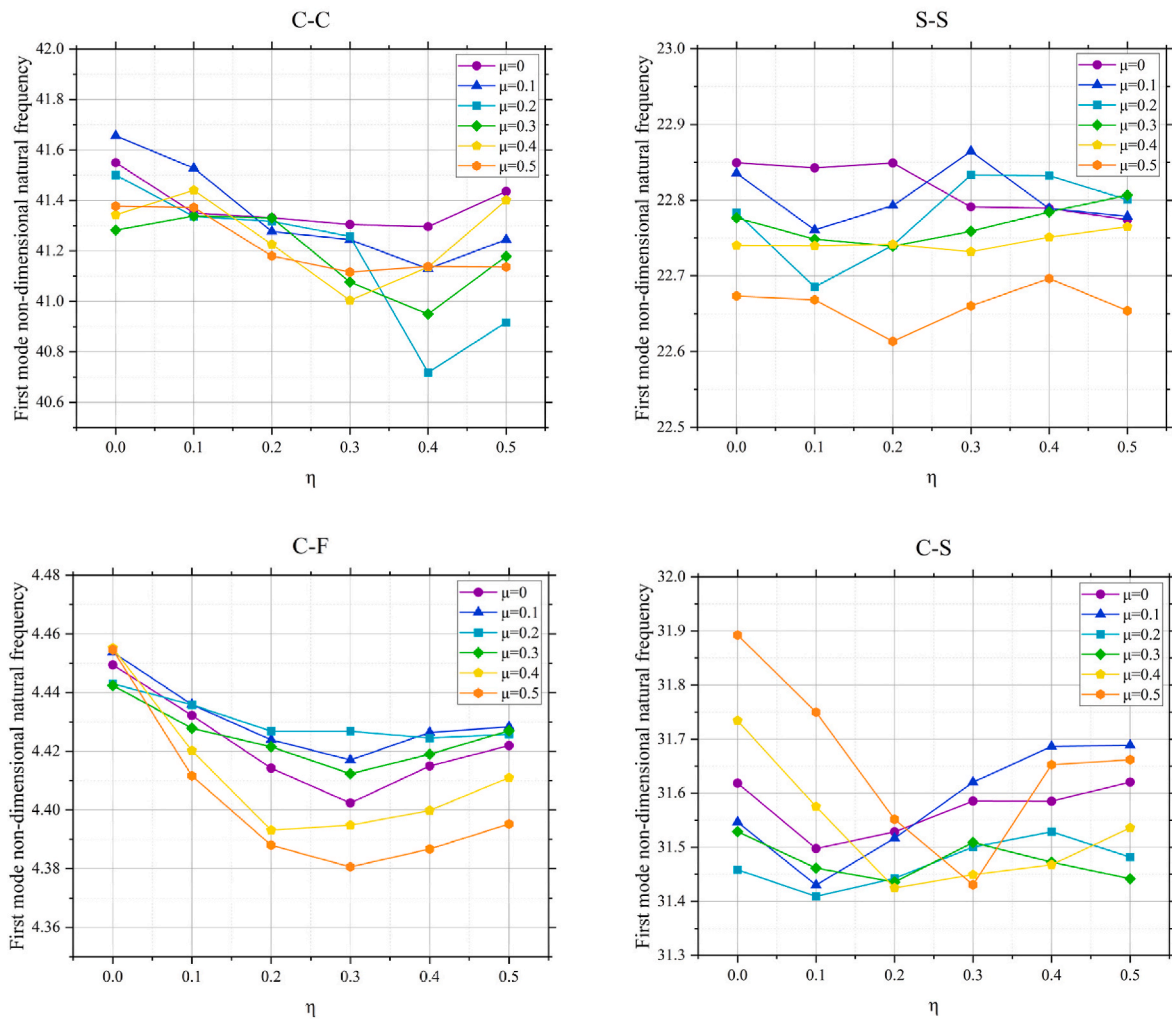 C-C
First mode non-dimensional natural frequency
42.0
41.8
41.6
41.4
41.2
41.0
40.8
40.6
μ=0
μ=0.1
μ=0.2
μ=0.3
μ=0.4
μ=0.5
0.0 0.1 0.2 0.3 0.4 0.5
η
S-S
First mode non-dimensional natural frequency
23.0
22.9
22.8
22.7
22.6
22.5
μ=0
μ=0.1
μ=0.2
μ=0.3
μ=0.4
μ=0.5
0.0 0.1 0.2 0.3 0.4 0.5
η
C-F
First mode non-dimensional natural frequency
4.48
4.46
4.44
4.42
4.40
4.38
4.36
μ=0
μ=0.1
μ=0.2
μ=0.3
μ=0.4
μ=0.5
0.0 0.1 0.2 0.3 0.4 0.5
η
C-S
First mode non-dimensional natural frequency
32.0
31.9
31.8
31.7
31.6
31.5
31.4
31.3
μ=0
μ=0.1
μ=0.2
μ=0.3
μ=0.4
μ=0.5
0.0 0.1 0.2 0.3 0.4 0.5
η